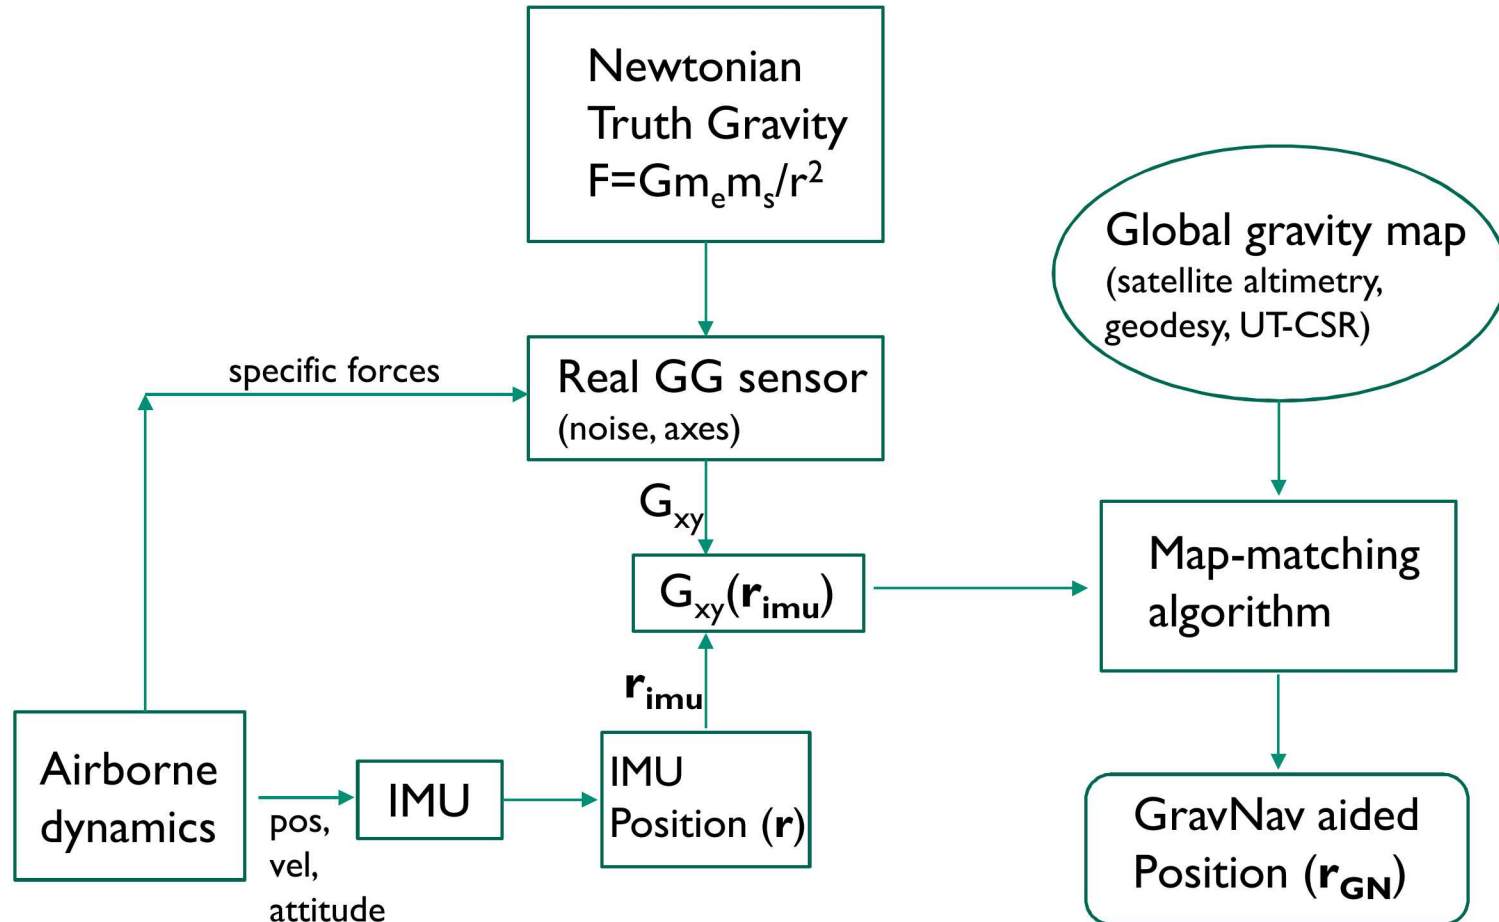 Newtonian
Truth Gravity
F=Gmₑmₛ/r²
Global gravity map
(satellite altimetry,
geodesy, UT-CSR)
specific forces
Real GG sensor
(noise, axes)
Gxy
Gxy(rimu)
Map-matching
algorithm
rimu
Airborne
dynamics
pos,
vel,
attitude
IMU
IMU
Position (r)
GravNav aided
Position (rGN)